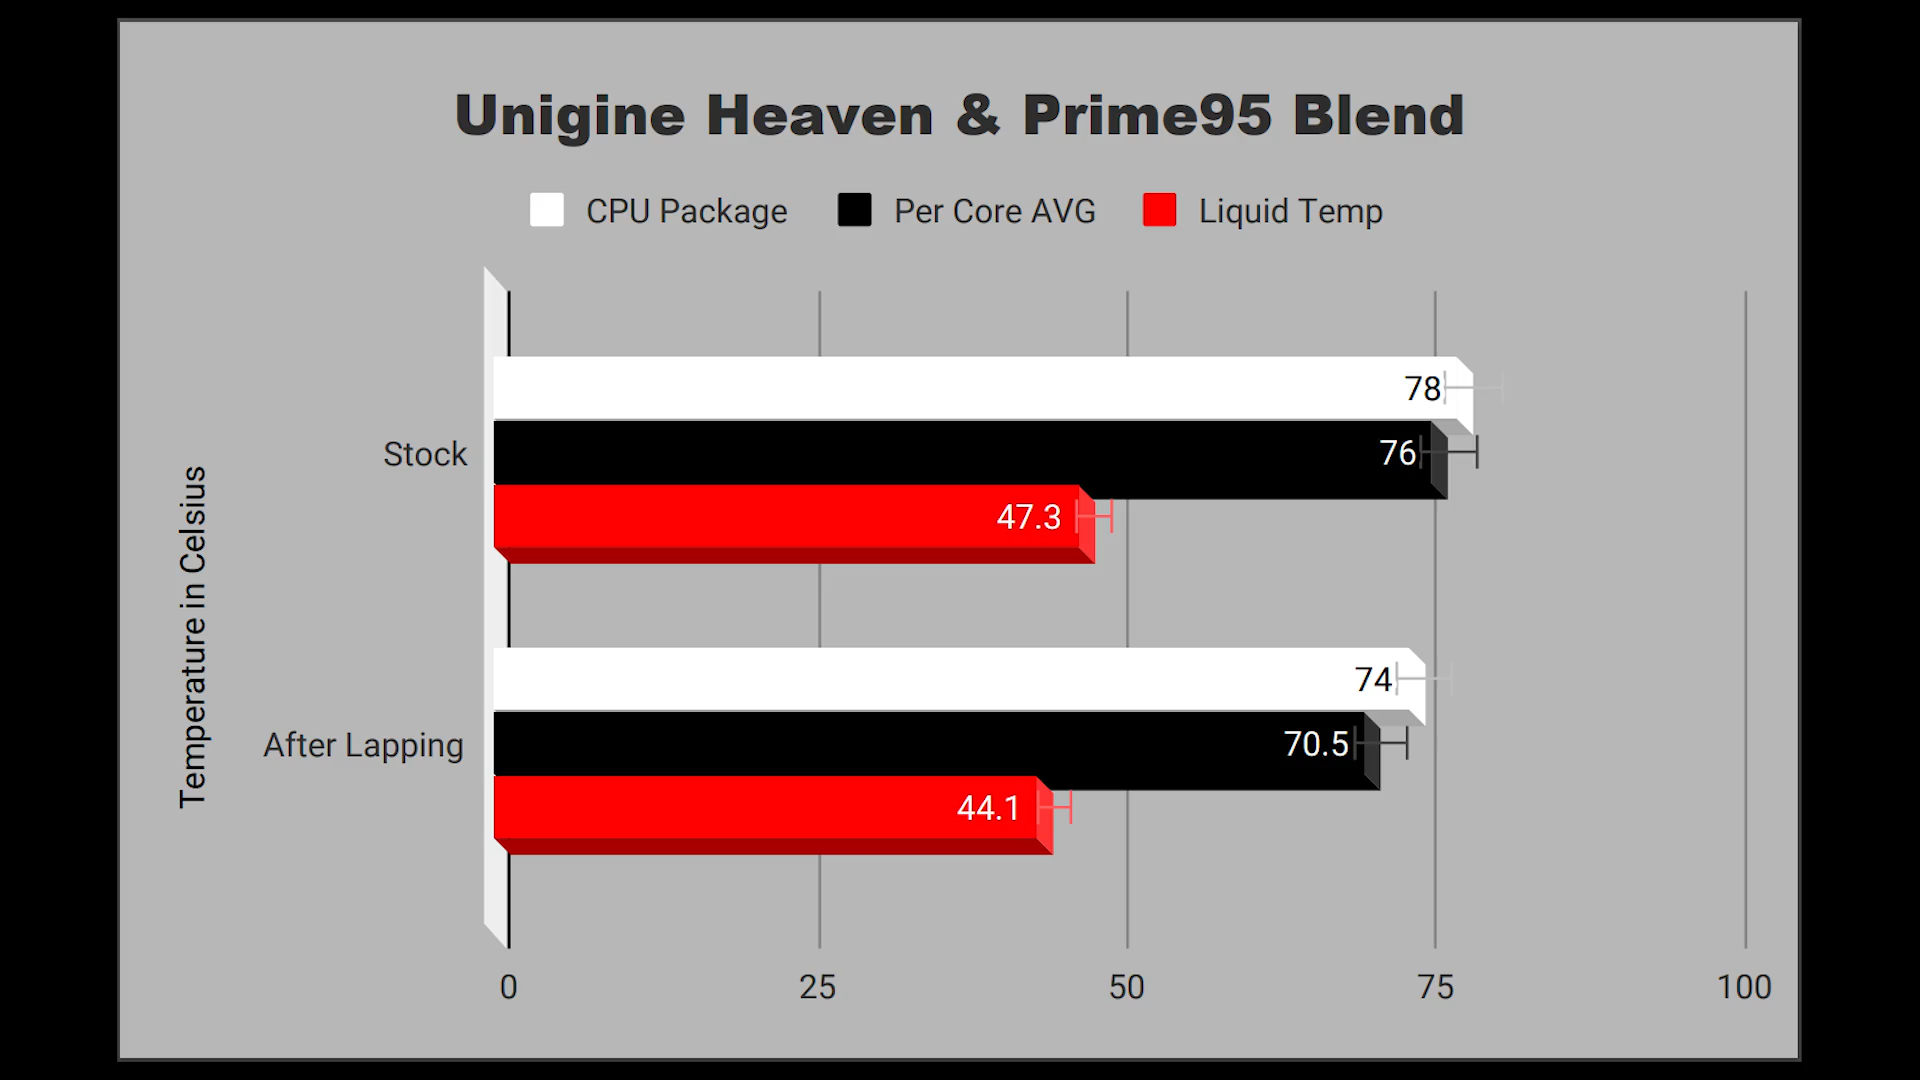 Unigine Heaven & Prime95 Blend
CPU Package Per Core AVG Liquid Temp
Temperature in Celsius
Stock
78
76
47.3
After Lapping
74
70.5
44.1
0 25 50 75 100